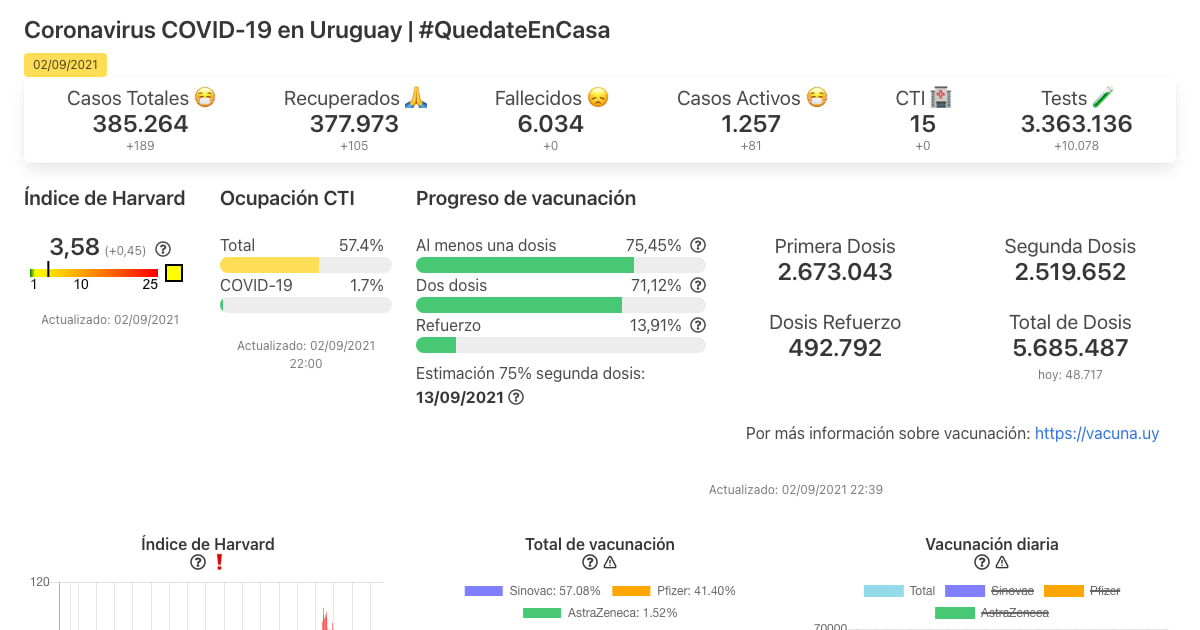 Coronavirus COVID-19 en Uruguay | #QuedateEnCasa
02/09/2021
Casos Totales 😷 Recuperados 🙏 Fallecidos 😞 Casos Activos 😷 CTI 🏥 Tests 🧪
385.264 377.973 6.034 1.257 15 3.363.136
+189 +105 +0 +81 +0 +10.078
Índice de Harvard
3,58 (+0,45) ?
1 10 25
Actualizado: 02/09/2021
Ocupación CTI
Total 57.4%
COVID-19 1.7%
Actualizado: 02/09/2021
22:00
Progreso de vacunación
Al menos una dosis 75,45% ?
Dos dosis 71,12% ?
Refuerzo 13,91% ?
Estimación 75% segunda dosis:
13/09/2021 ?
Primera Dosis
2.673.043
Segunda Dosis
2.519.652
Dosis Refuerzo
492.792
Total de Dosis
5.685.487
hoy: 48.717
Por más información sobre vacunación: https://vacuna.uy
Actualizado: 02/09/2021 22:39
Índice de Harvard
? ❗
120
Total de vacunación
? ⚠
Sinovac: 57.08% Pfizer: 41.40%
AstraZeneca: 1.52%
Vacunación diaria
? ⚠
Total Sinovac Pfizer
AstraZeneca
70000